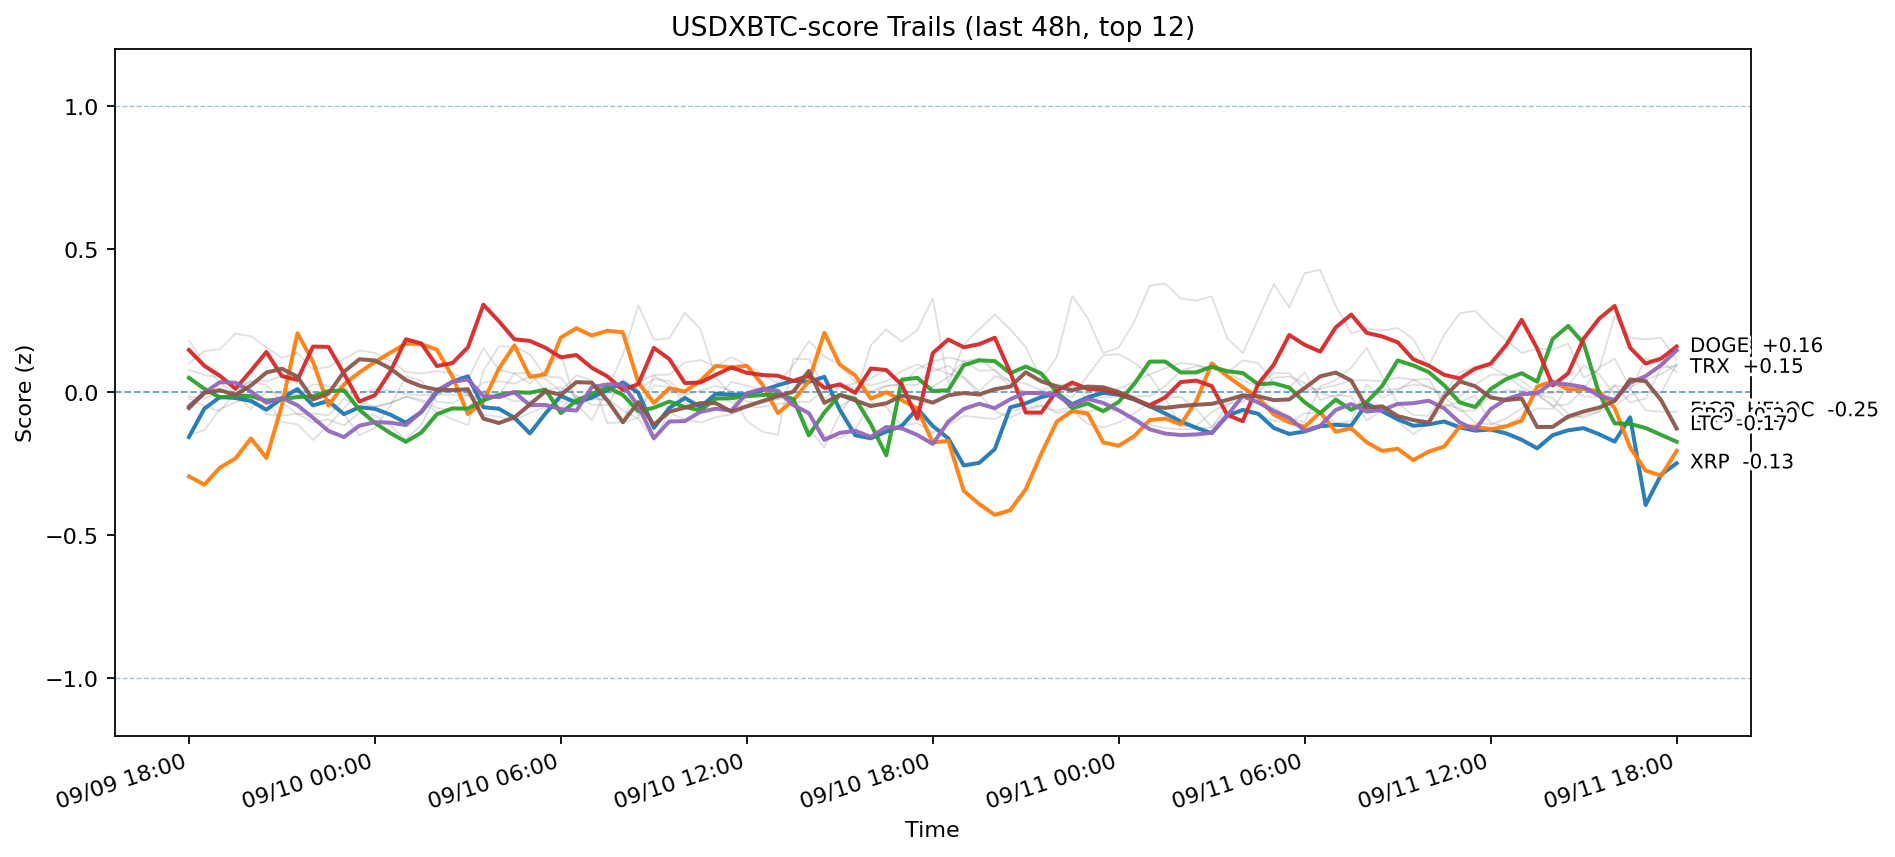 USDXBTC-score Trails (last 48h, top 12)
Score (z)
1.0
0.5
0.0
−0.5
−1.0
DOGE +0.16
TRX +0.15
-0.25
LTC -0.17
XRP -0.13
09/09 18:00
09/10 00:00
09/10 06:00
09/10 12:00
09/10 18:00
09/11 00:00
09/11 06:00
09/11 12:00
09/11 18:00
Time